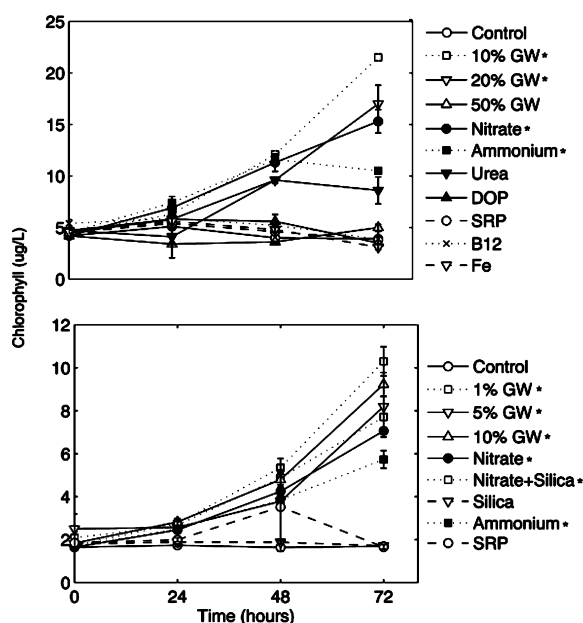 25
20
15
10
5
0
Control
10% GW*
20% GW*
50% GW
Nitrate*
Ammonium*
Urea
DOP
SRP
B12
Fe
Chlorophyll (ug/L)
12
10
8
6
4
2
0
Control
1% GW*
5% GW*
10% GW*
Nitrate*
Nitrate+Silica*
Silica
Ammonium*
SRP
0
24
48
72
Time (hours)